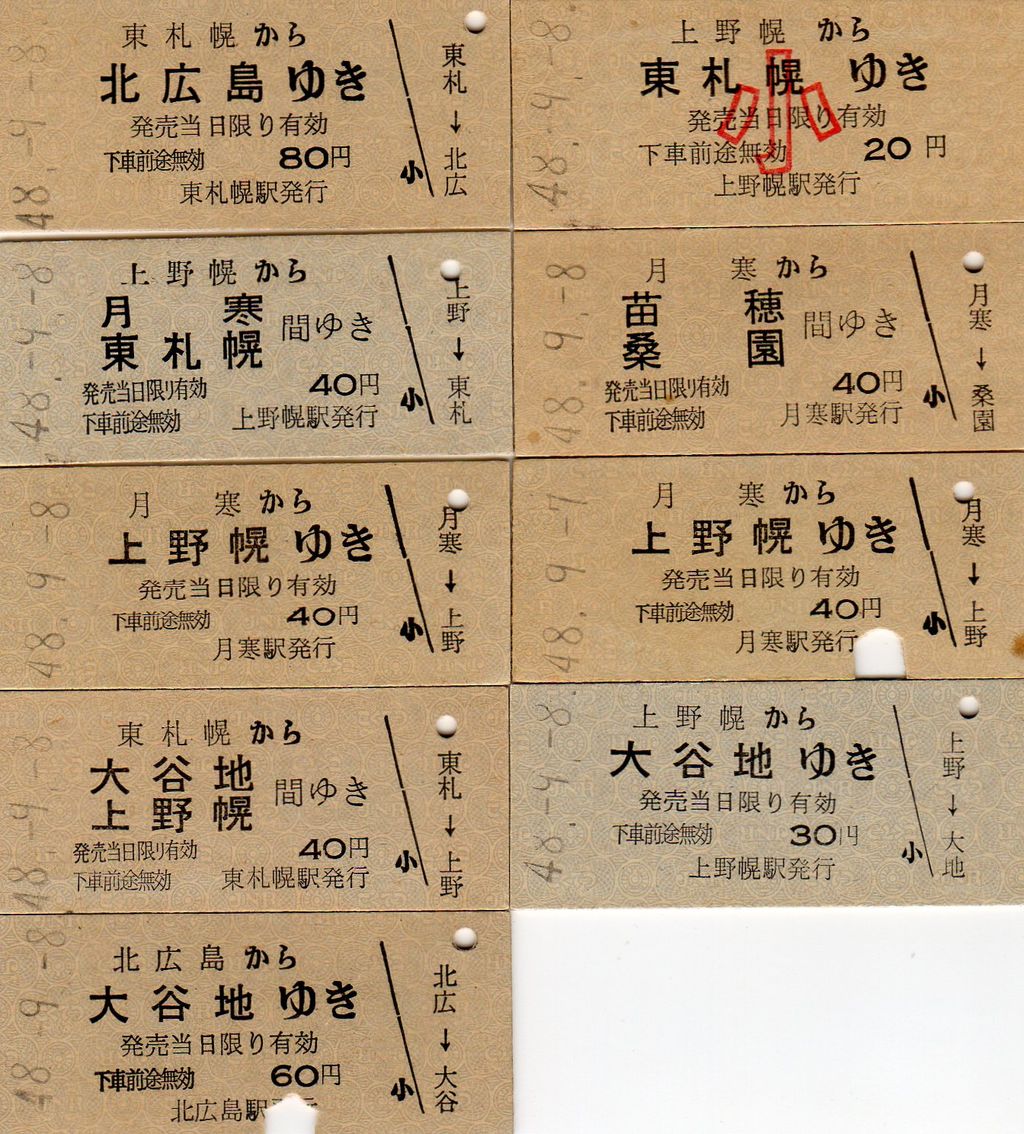 東札幌から
北広島ゆき
発売当日限り有効
下車前途無効 80円
東札幌駅発行
小
東札→北広
48.-9.-8
上野幌から
東札幌ゆき
小
発売当日限り有効
下車前途無効 20円
上野幌駅発行
48.-9.-8
上野幌から
月寒
東札幌
間ゆき
発売当日限り有効 40円
下車前途無効 上野幌駅発行
小
上野→東札
48.-9.-8
月寒から
苗穂
桑園
間ゆき
発売当日限り有効 40円
下車前途無効 月寒駅発行
小
月寒→桑園
48.9.-8
月寒から
上野幌ゆき
発売当日限り有効
下車前途無効 40円
月寒駅発行
小
月寒→上野
48.9-8
月寒から
上野幌ゆき
発売当日限り有効
下車前途無効 40円
月寒駅発行
小
月寒→上野
48.9-7
東札幌から
大谷地
上野幌
間ゆき
発売当日限り有効 40円
下車前途無効 東札幌駅発行
小
東札→上野
48.-9.-8
上野幌から
大谷地ゆき
発売当日限り有効
下車前途無効 30円
上野幌駅発行
小
上野→大地
48.-9.-8
北広島から
大谷地ゆき
発売当日限り有効
下車前途無効 60円
北広島駅
小
北広→大谷
48-9.-8